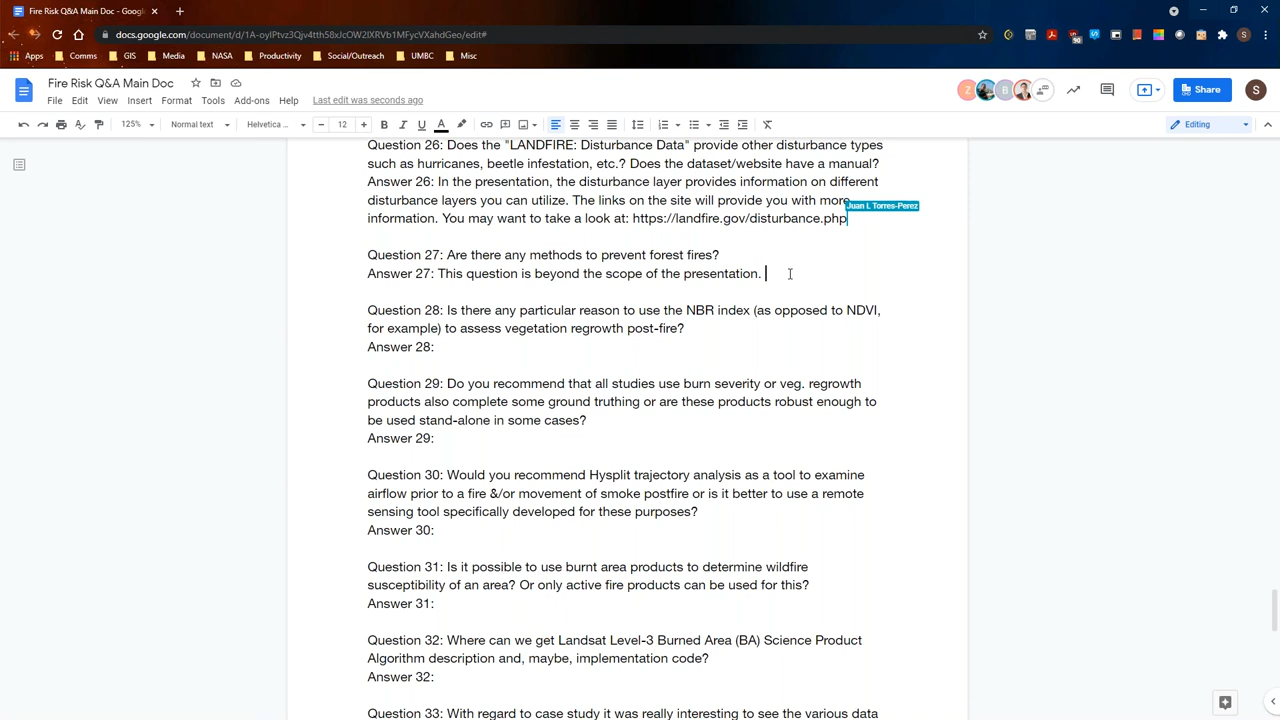 Fire Risk Q&A Main Doc - Google
docs.google.com/document/d/1A-oylPtvz3Qjv4tth58xJcOW2IXRVb1MFycVXahdGeo/edit#
Apps Comms GIS Media NASA Productivity Social/Outreach UMBC Misc
Fire Risk Q&A Main Doc
File Edit View Insert Format Tools Add-ons Help Last edit was seconds ago
Z B Share S
125% Normal text Helvetica ... 12 B I U A Editing
Question 26: Does the "LANDFIRE: Disturbance Data" provide other disturbance types
such as hurricanes, beetle infestation, etc.? Does the dataset/website have a manual?
Answer 26: In the presentation, the disturbance layer provides information on different
disturbance layers you can utilize. The links on the site will provide you with more
Juan L Torres-Perez
information. You may want to take a look at: https://landfire.gov/disturbance.php
Question 27: Are there any methods to prevent forest fires?
Answer 27: This question is beyond the scope of the presentation.
Question 28: Is there any particular reason to use the NBR index (as opposed to NDVI,
for example) to assess vegetation regrowth post-fire?
Answer 28:
Question 29: Do you recommend that all studies use burn severity or veg. regrowth
products also complete some ground truthing or are these products robust enough to
be used stand-alone in some cases?
Answer 29:
Question 30: Would you recommend Hysplit trajectory analysis as a tool to examine
airflow prior to a fire &/or movement of smoke postfire or is it better to use a remote
sensing tool specifically developed for these purposes?
Answer 30:
Question 31: Is it possible to use burnt area products to determine wildfire
susceptibility of an area? Or only active fire products can be used for this?
Answer 31:
Question 32: Where can we get Landsat Level-3 Burned Area (BA) Science Product
Algorithm description and, maybe, implementation code?
Answer 32:
Question 33: With regard to case study it was really interesting to see the various data